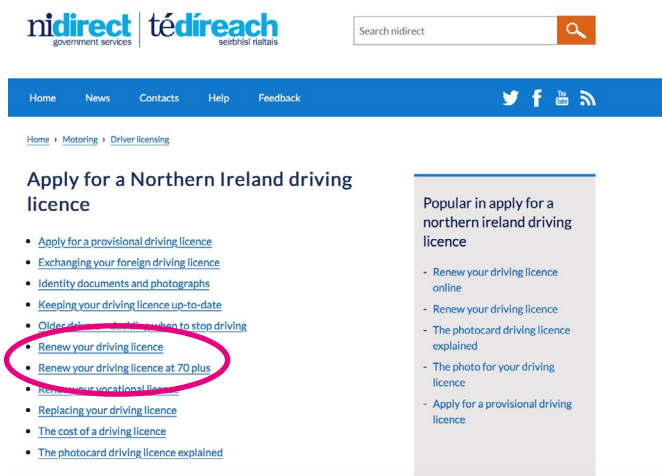 nidirect | tédíreach
government services seirbhísí rialtais
Search nidirect
Home News Contacts Help Feedback
You
Tube
Home › Motoring › Driver licensing
Apply for a Northern Ireland driving
licence
• Apply for a provisional driving licence
• Exchanging your foreign driving licence
• Identity documents and photographs
• Keeping your driving licence up-to-date
• Older drivers - deciding when to stop driving
• Renew your driving licence
• Renew your driving licence at 70 plus
• Renew your vocational licence
• Replacing your driving licence
• The cost of a driving licence
• The photocard driving licence explained
Popular in apply for a
northern ireland driving
licence
- Renew your driving licence
online
- Renew your driving licence
- The photocard driving licence
explained
- The photo for your driving
licence
- Apply for a provisional driving
licence